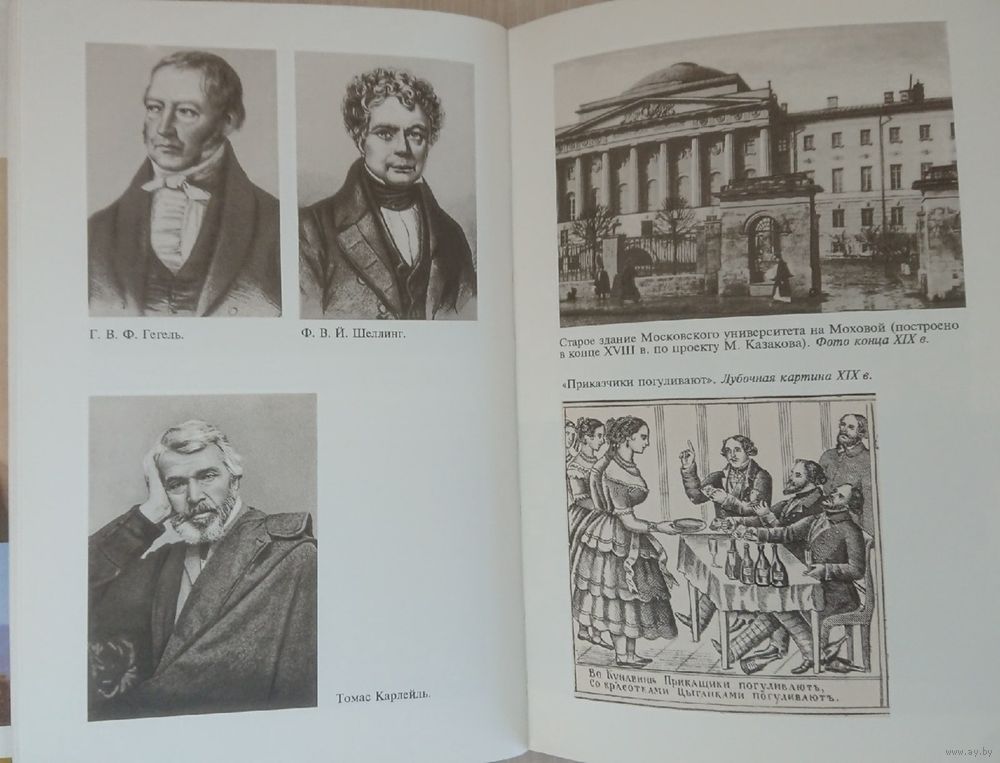 Г. В. Ф. Гегель.
Ф. В. Й. Шеллинг.
Томас Карлейль.
Старое здание Московского университета на Моховой (построено
в конце XVIII в. по проекту М. Казакова). Фото конца XIX в.
«Приказчики погуливают». Лубочная картина XIX в.
Во Кунавинѣ Прикащики погуливаютъ,
Со красотками Цыганками погуливаютъ.
www.ay.by